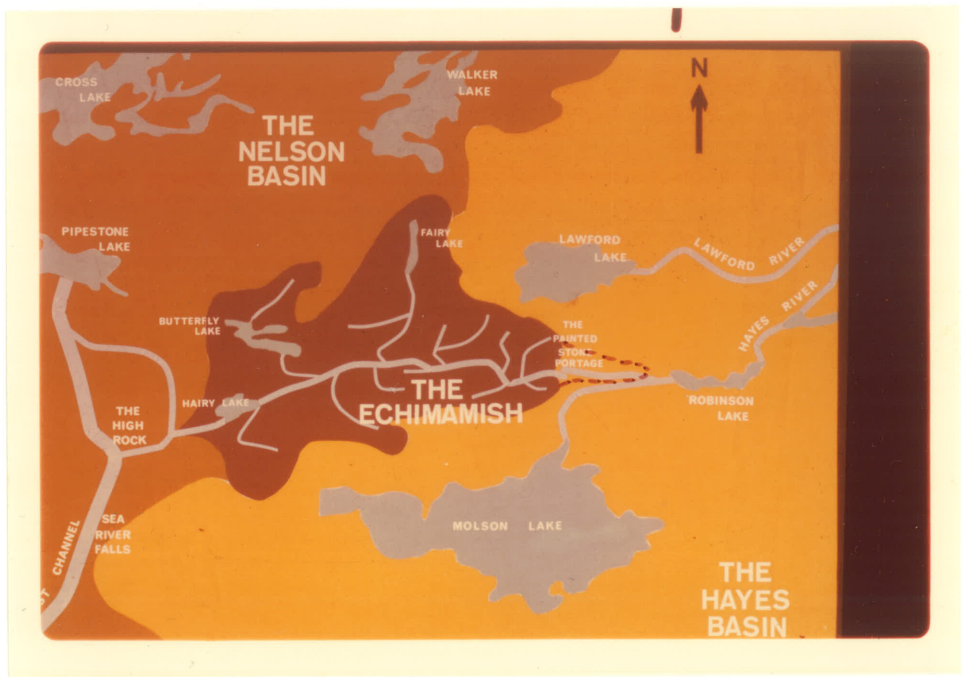 N
CROSS
LAKE
WALKER
LAKE
THE
NELSON
BASIN
PIPESTONE
LAKE
FAIRY
LAKE
LAWFORD
LAKE
LAWFORD RIVER
HAYES RIVER
BUTTERFLY
LAKE
THE
PAINTED
STONE
PORTAGE
HAIRY LAKE
THE
ECHIMAMISH
THE
HIGH
ROCK
ROBINSON
LAKE
SEA
RIVER
FALLS
CHANNEL
MOLSON LAKE
THE
HAYES
BASIN